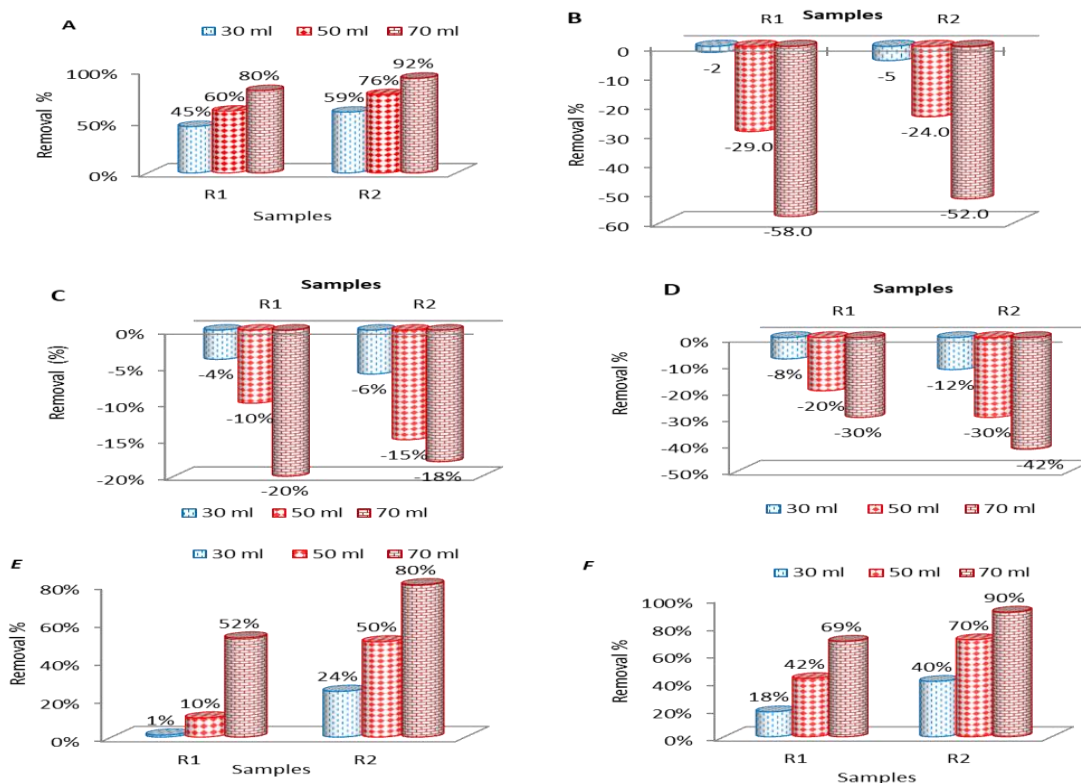 A
30 ml 50 ml 70 ml
Removal %
100%
50%
0%
45%
60%
80%
59%
76%
92%
R1 R2
Samples
B
Samples
R1 R2
Removal %
0
-10
-20
-30
-40
-50
-60
-2
-29.0
-58.0
-5
-24.0
-52.0
C
Samples
R1 R2
Removal (%)
0%
-5%
-10%
-15%
-20%
-4%
-10%
-20%
-6%
-15%
-18%
30 ml 50 ml 70 ml
D
Samples
R1 R2
Removal %
0%
-10%
-20%
-30%
-40%
-50%
-8%
-20%
-30%
-12%
-30%
-42%
30 ml 50 ml 70 ml
E
30 ml 50 ml 70 ml
Removal %
80%
60%
40%
20%
0%
1%
10%
52%
24%
50%
80%
R1 R2
Samples
F
30 ml 50 ml 70 ml
Removal %
100%
80%
60%
40%
20%
0%
18%
42%
69%
40%
70%
90%
R1 R2
Samples